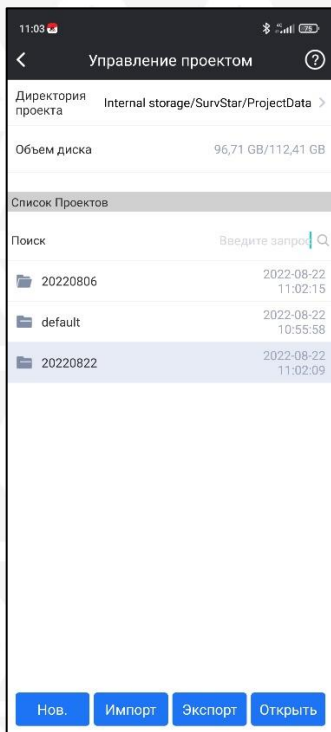 11:03 75
Управление проектом ?
Директория
проекта Internal storage/SurvStar/ProjectData
Объем диска 96,71 GB/112,41 GB
Список Проектов
Поиск Введите запрос
20220806 2022-08-22
11:02:15
default 2022-08-22
10:55:58
20220822 2022-08-22
11:02:09
Нов. Импорт Экспорт Открыть